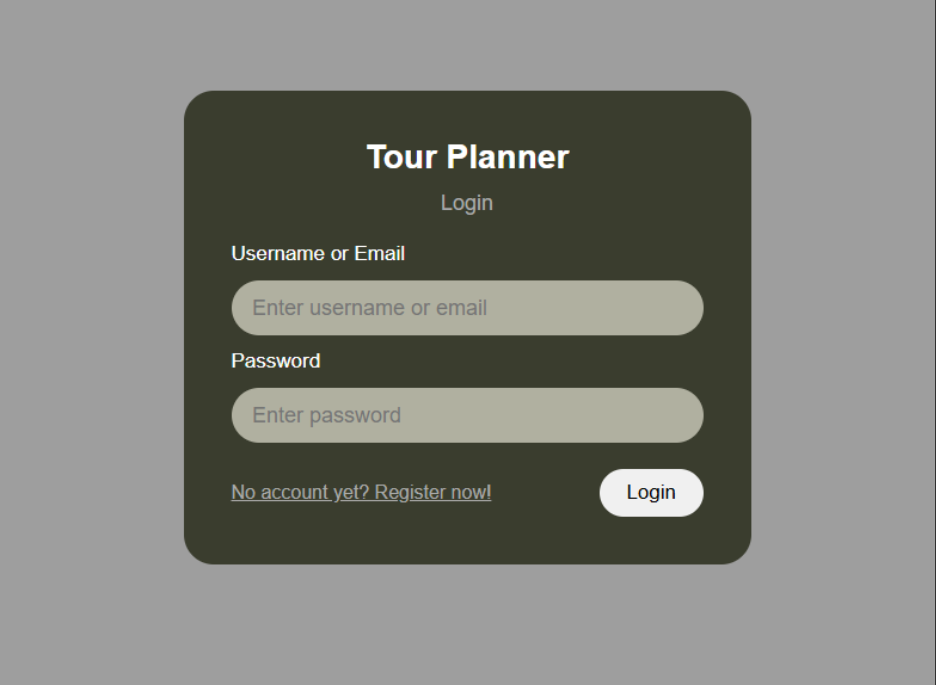 Tour Planner
Login
Username or Email
Enter username or email
Password
Enter password
No account yet? Register now!
Login